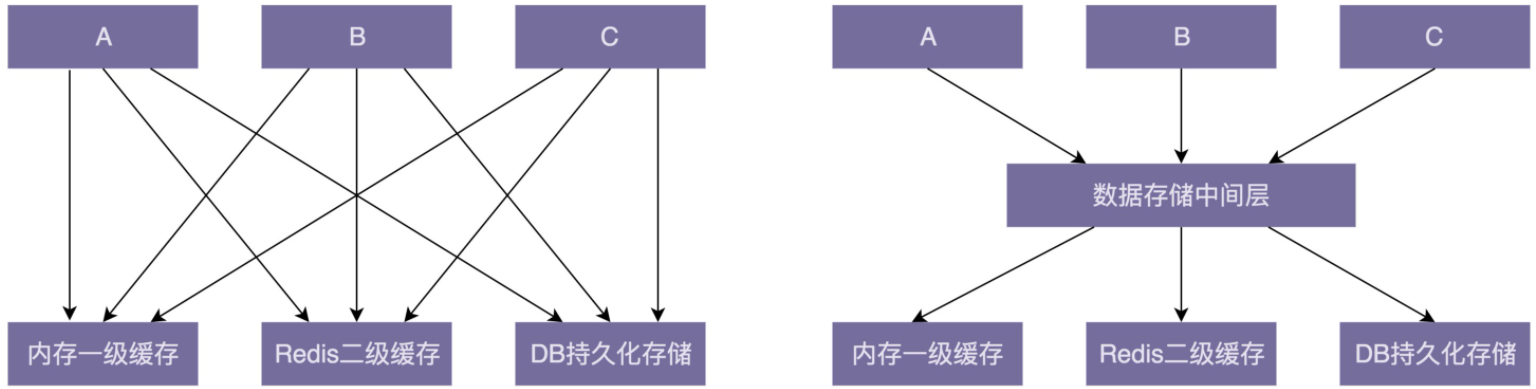 A
B
C
内存一级缓存
Redis二级缓存
DB持久化存储
A
B
C
数据存储中间层
内存一级缓存
Redis二级缓存
DB持久化存储